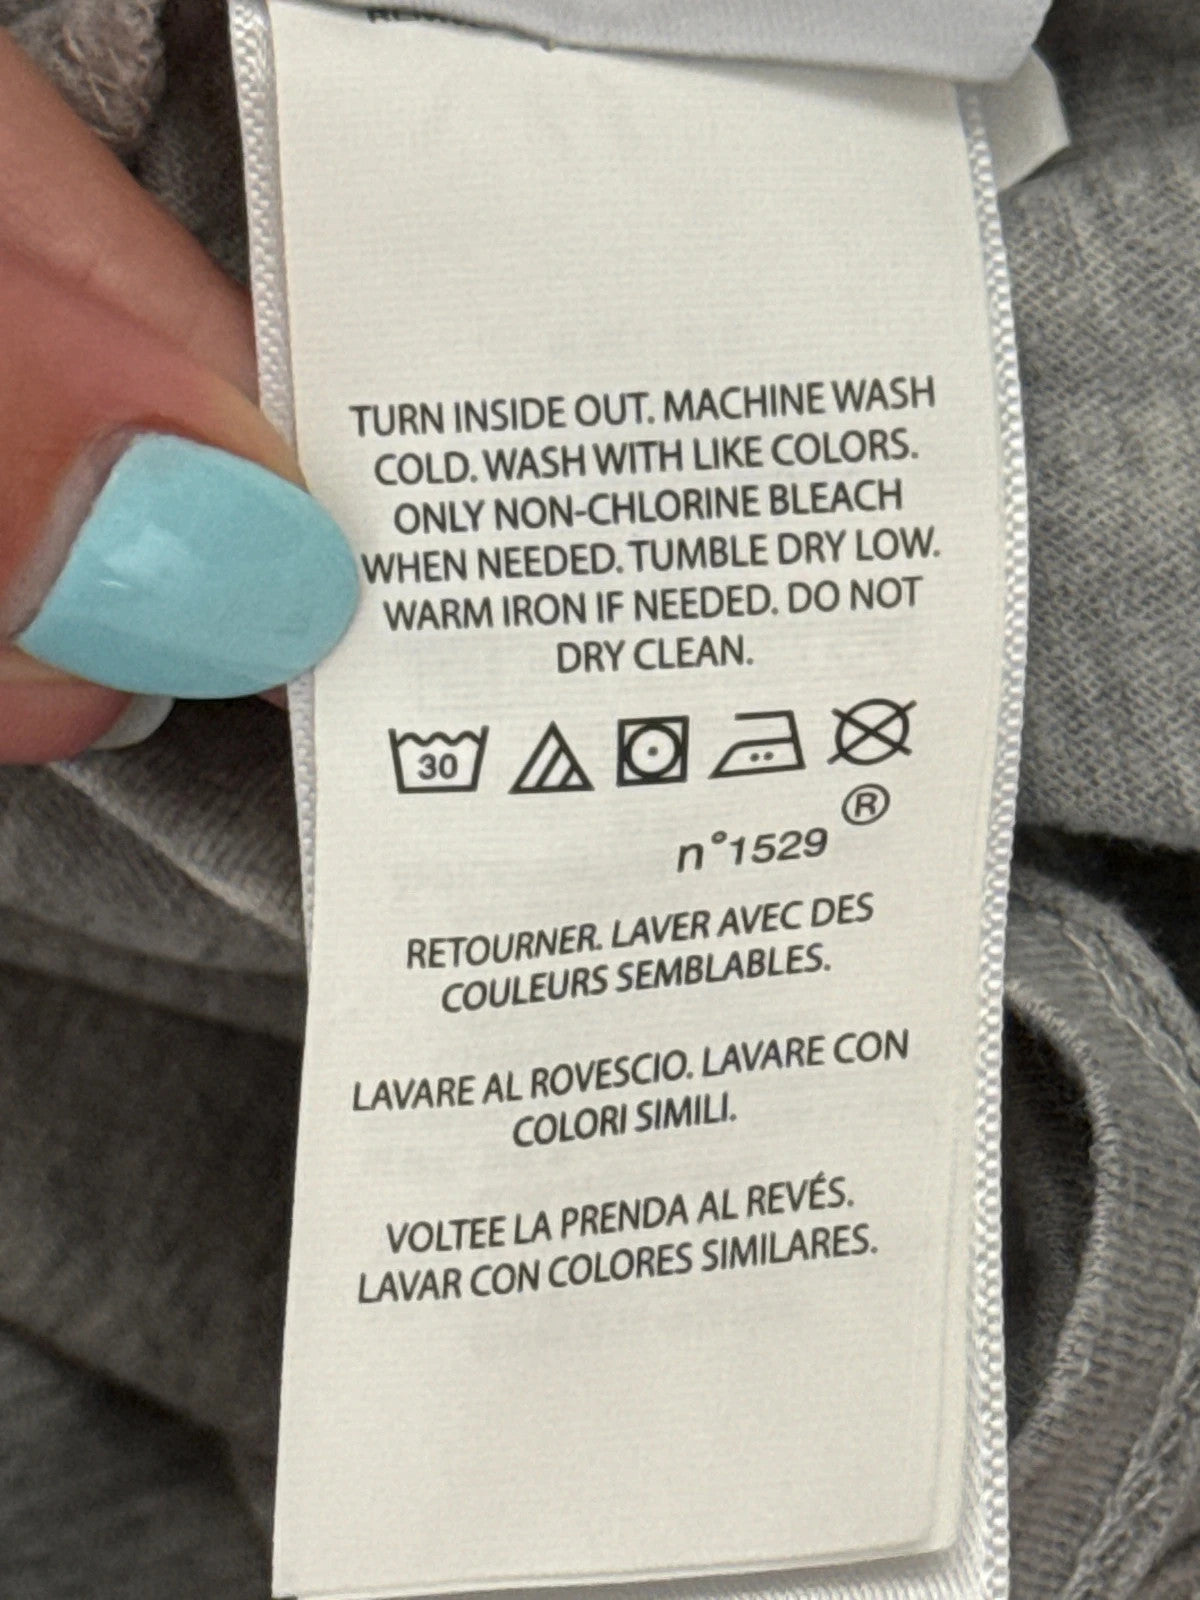 TURN INSIDE OUT. MACHINE WASH
COLD. WASH WITH LIKE COLORS.
ONLY NON-CHLORINE BLEACH
WHEN NEEDED. TUMBLE DRY LOW.
WARM IRON IF NEEDED. DO NOT
DRY CLEAN.
30
®
n°1529
RETOURNER. LAVER AVEC DES
COULEURS SEMBLABLES.
LAVARE AL ROVESCIO. LAVARE CON
COLORI SIMILI.
VOLTEE LA PRENDA AL REVÉS.
LAVAR CON COLORES SIMILARES.